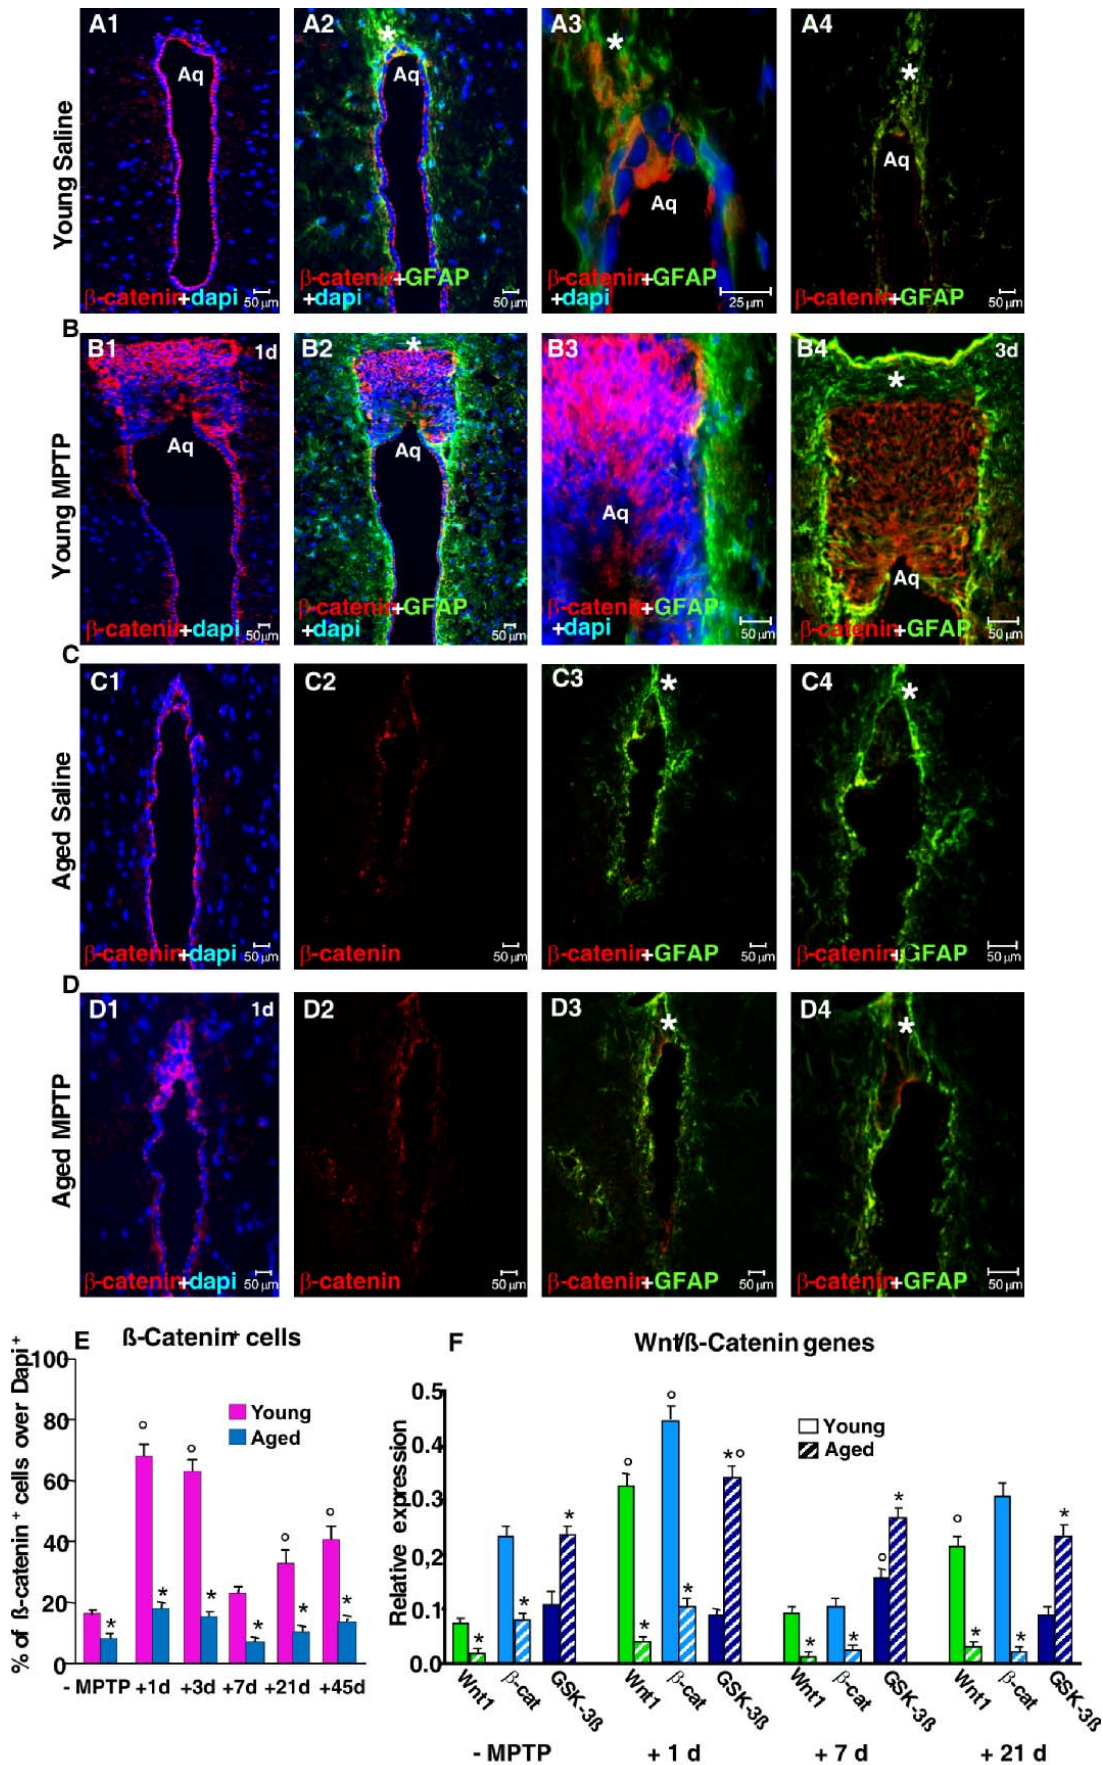 Young Saline
A1
Aq
β-catenin+dapi
50 μm
A2
*
Aq
β-catenin+GFAP
+dapi
50 μm
A3
*
Aq
β-catenin+GFAP
+dapi
25 μm
A4
*
Aq
β-catenin+GFAP
50 μm
B
Young MPTP
B1
1d
Aq
β-catenin+dapi
50 μm
B2
*
Aq
β-catenin+GFAP
+dapi
50 μm
B3
Aq
β-catenin+GFAP
+dapi
50 μm
B4
3d
*
Aq
β-catenin+GFAP
50 μm
C
Aged Saline
C1
β-catenin+dapi
50 μm
C2
β-catenin
50 μm
C3
*
β-catenin+GFAP
50 μm
C4
*
β-catenin+GFAP
50 μm
D
Aged MPTP
D1
1d
β-catenin+dapi
50 μm
D2
β-catenin
50 μm
D3
*
β-catenin+GFAP
50 μm
D4
*
β-catenin+GFAP
50 μm
E
ß-Catenin+ cells
% of ß-catenin+ cells over Dapi+
100
80
60
40
20
0
Young
Aged
- MPTP +1d +3d +7d +21d +45d
F
Wnt/ß-Catenin genes
Relative expression
0.5
0.4
0.3
0,2
0.1
0.0
Young
Aged
Wnt1 β-cat GSK-3ß Wnt1 β-cat GSK-3ß Wnt1 β-cat GSK-3ß Wnt1 β-cat GSK-3ß
- MPTP + 1 d + 7 d + 21 d